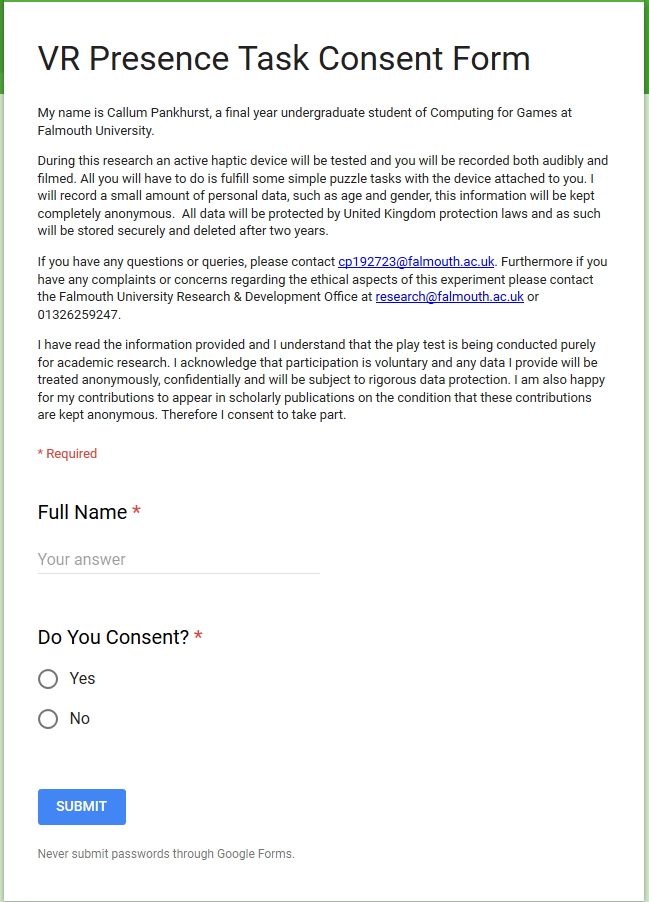 VR Presence Task Consent Form
My name is Callum Pankhurst, a final year undergraduate student of Computing for Games at
Falmouth University.
During this research an active haptic device will be tested and you will be recorded both audibly and
filmed. All you will have to do is fulfill some simple puzzle tasks with the device attached to you. I
will record a small amount of personal data, such as age and gender, this information will be kept
completely anonymous.  All data will be protected by United Kingdom protection laws and as such
will be stored securely and deleted after two years.
If you have any questions or queries, please contact cp192723@falmouth.ac.uk. Furthermore if you
have any complaints or concerns regarding the ethical aspects of this experiment please contact
the Falmouth University Research & Development Office at research@falmouth.ac.uk or
01326259247.
I have read the information provided and I understand that the play test is being conducted purely
for academic research. I acknowledge that participation is voluntary and any data I provide will be
treated anonymously, confidentially and will be subject to rigorous data protection. I am also happy
for my contributions to appear in scholarly publications on the condition that these contributions
are kept anonymous. Therefore I consent to take part.
* Required
Full Name *
Your answer
Do You Consent? *
Yes
No
SUBMIT
Never submit passwords through Google Forms.